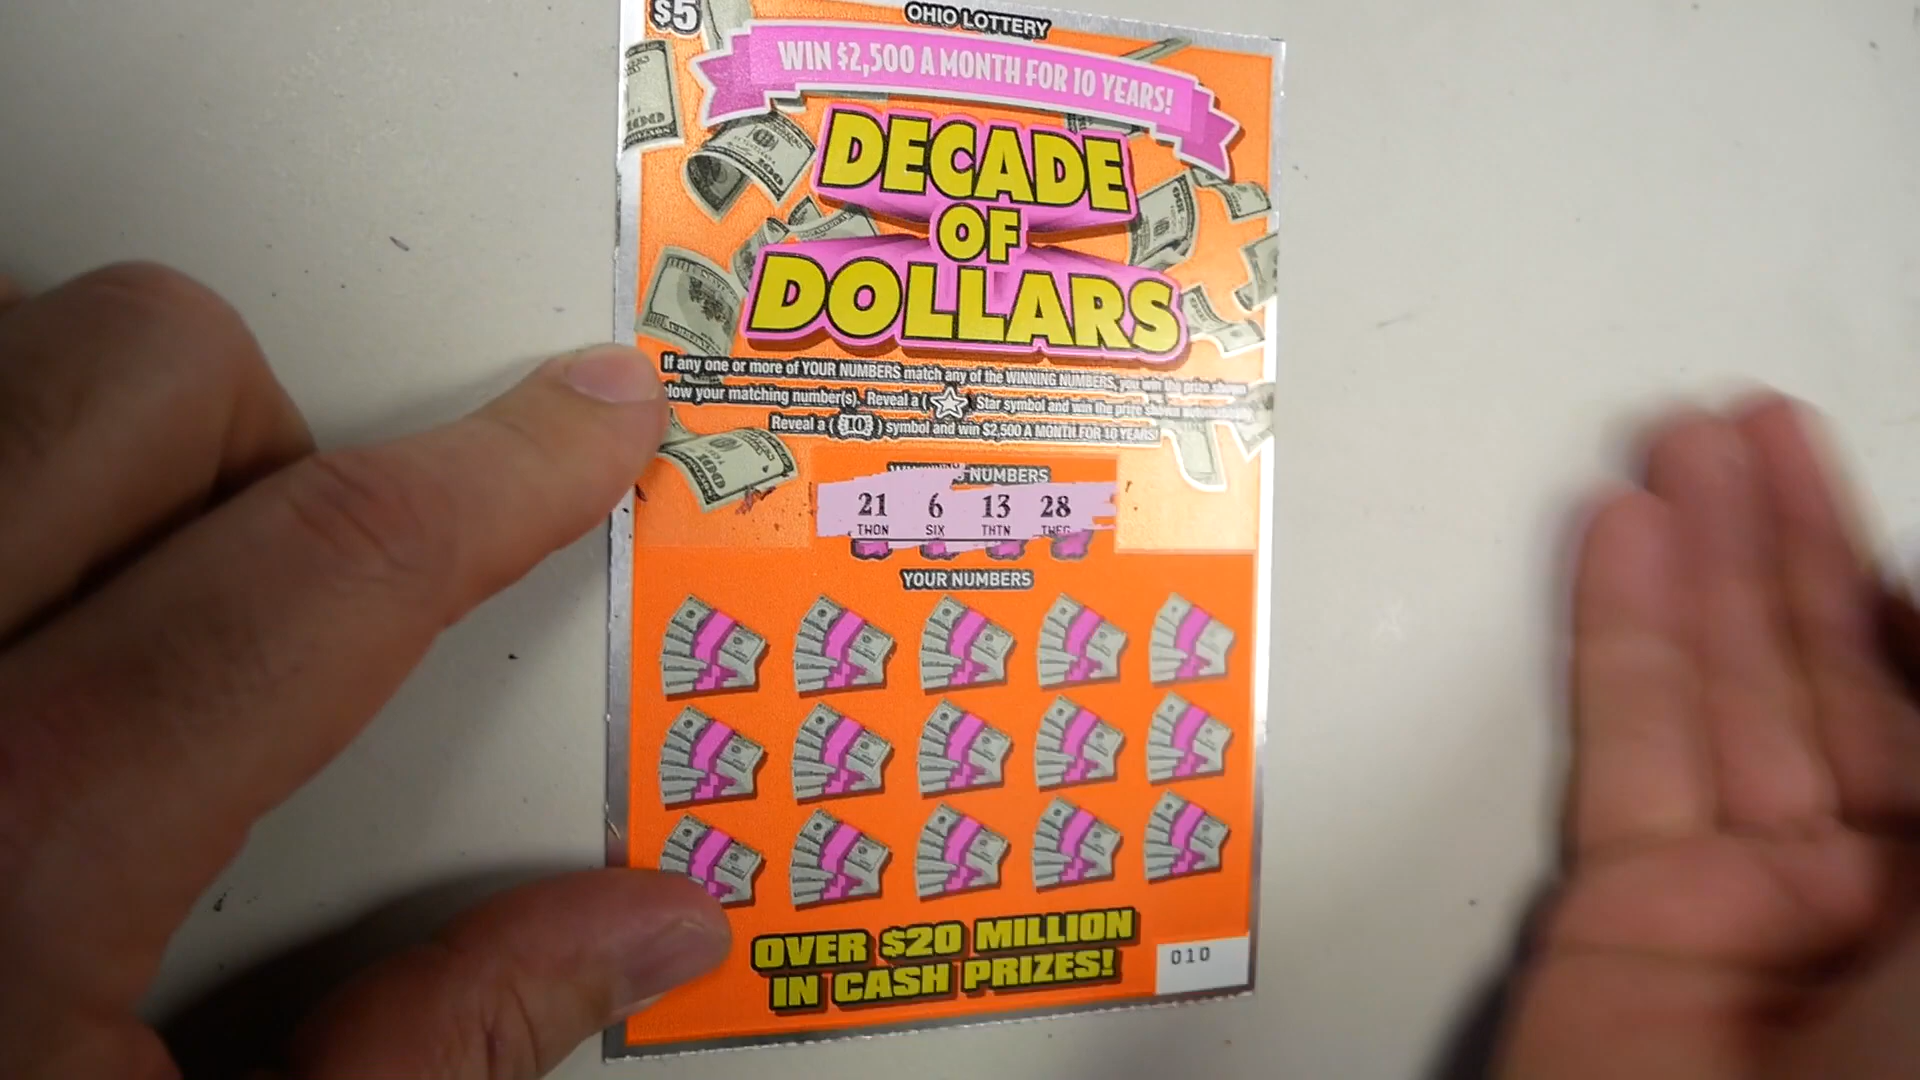 $5
OHIO LOTTERY
WIN $2,500 A MONTH FOR 10 YEARS!
DECADE
OF
DOLLARS
If any one or more of YOUR NUMBERS match any of the WINNING NUMBERS, you win the prize shown
low your matching number(s). Reveal a ( ) Star symbol and win the prize shown automatically.
Reveal a ( 10 ) symbol and win $2,500 A MONTH FOR 10 YEARS!
NUMBERS
21 6 13 28
TWON SIX THTN TWEG
YOUR NUMBERS
OVER $20 MILLION
IN CASH PRIZES!
010